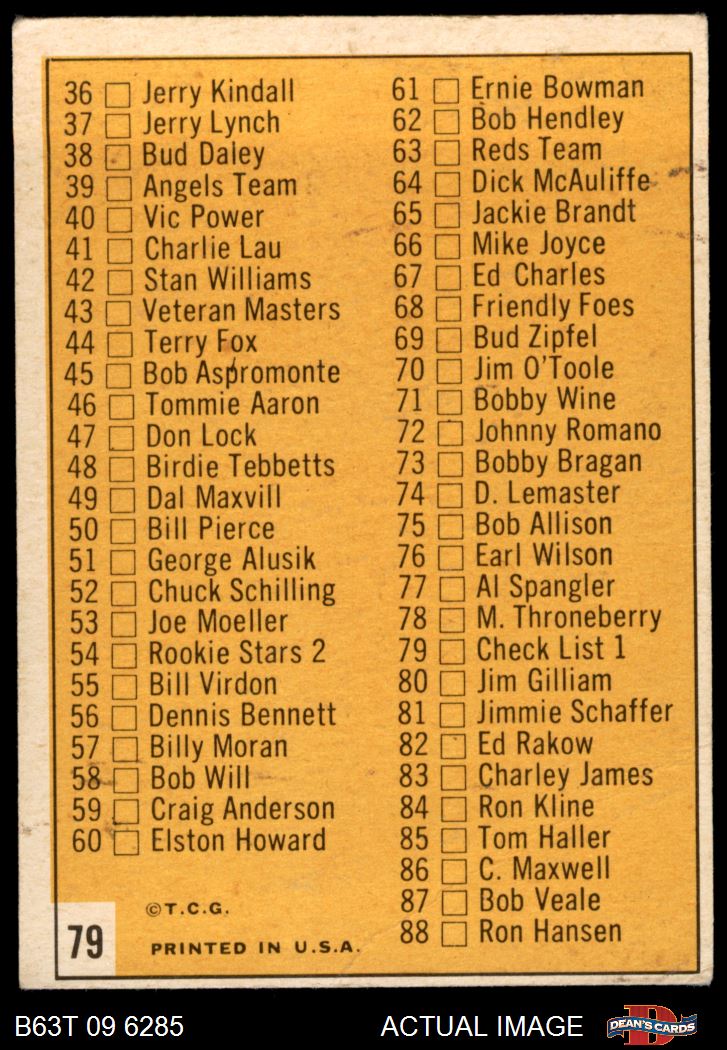 36 Jerry Kindall
37 Jerry Lynch
38 Bud Daley
39 Angels Team
40 Vic Power
41 Charlie Lau
42 Stan Williams
43 Veteran Masters
44 Terry Fox
45 Bob Aspromonte
46 Tommie Aaron
47 Don Lock
48 Birdie Tebbetts
49 Dal Maxvill
50 Bill Pierce
51 George Alusik
52 Chuck Schilling
53 Joe Moeller
54 Rookie Stars 2
55 Bill Virdon
56 Dennis Bennett
57 Billy Moran
58 Bob Will
59 Craig Anderson
60 Elston Howard
61 Ernie Bowman
62 Bob Hendley
63 Reds Team
64 Dick McAuliffe
65 Jackie Brandt
66 Mike Joyce
67 Ed Charles
68 Friendly Foes
69 Bud Zipfel
70 Jim O'Toole
71 Bobby Wine
72 Johnny Romano
73 Bobby Bragan
74 D. Lemaster
75 Bob Allison
76 Earl Wilson
77 Al Spangler
78 M. Throneberry
79 Check List 1
80 Jim Gilliam
81 Jimmie Schaffer
82 Ed Rakow
83 Charley James
84 Ron Kline
85 Tom Haller
86 C. Maxwell
87 Bob Veale
88 Ron Hansen
©T.C.G.
79
PRINTED IN U.S.A.
B63T 09 6285
ACTUAL IMAGE
D
DEAN'S CARDS